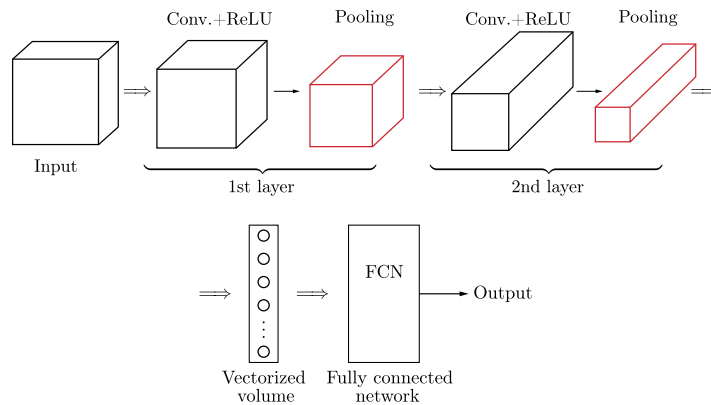 Conv.+ReLU
Pooling
Conv.+ReLU
Pooling
Input
1st layer
2nd layer
FCN
Output
Vectorized
volume
Fully connected
network